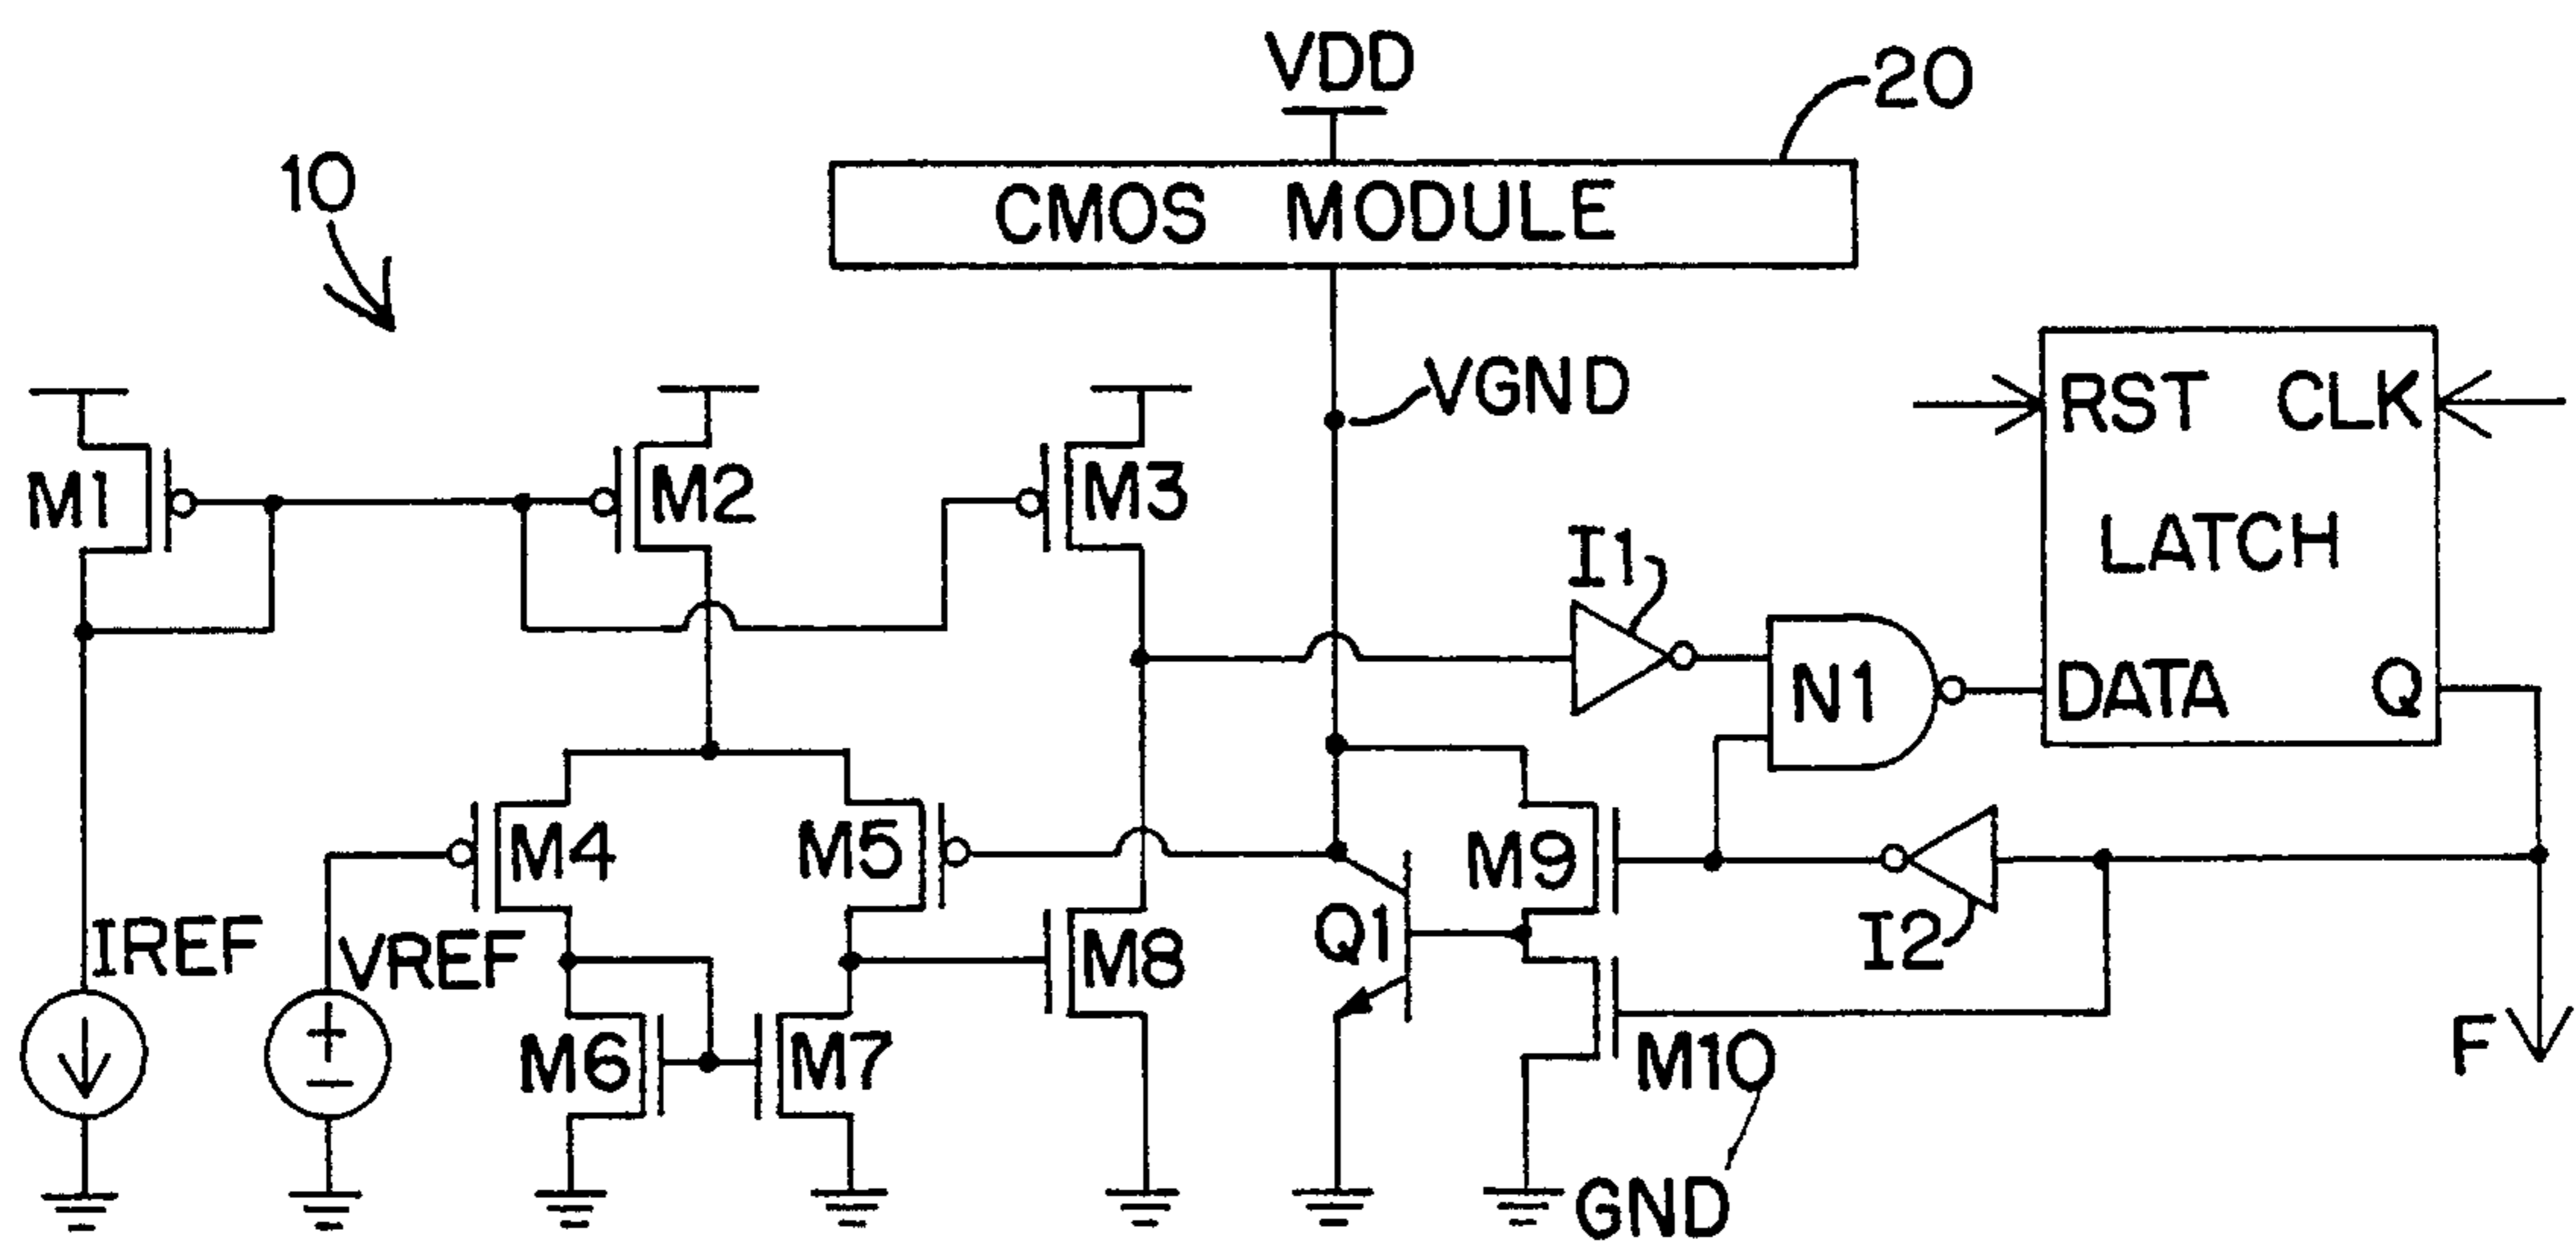 VDD
20
10
CMOS MODULE
VGND
RST CLK
M1
M2
M3
LATCH
I1
N1
DATA Q
M4
M5
M9
IREF
VREF
M8
Q1
I2
M6
M7
M10
F
GND